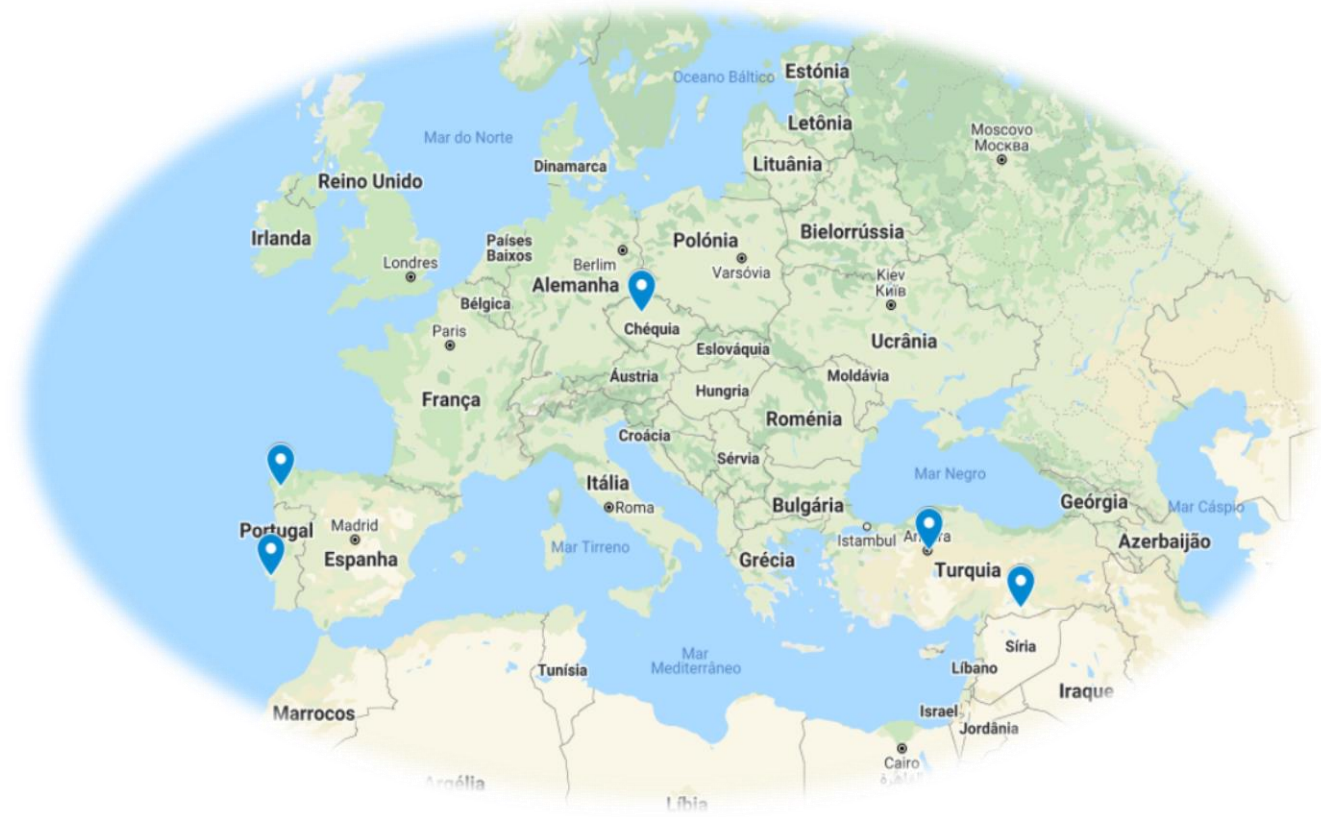 Oceano Báltico
Estónia
Letônia
Moscovo
Москва
Mar do Norte
Dinamarca
Lituânia
Reino Unido
Irlanda
Países
Baixos
Polónia
Bielorrússia
Londres
Berlim
Varsóvia
Alemanha
Kiev
Київ
Bélgica
Paris
Chéquia
Ucrânia
Eslováquia
Áustria
Moldávia
Hungria
França
Roménia
Croácia
Sérvia
Mar Negro
Itália
Roma
Bulgária
Geórgia
Mar Cáspio
Portugal
Madrid
Istambul
Azerbaijão
Espanha
Mar Tirreno
Grécia
Turquia
Síria
Mar
Mediterrâneo
Tunísia
Líbano
Iraque
Marrocos
Israel
Jordânia
Cairo
القاهرة
Argélia
Líbia